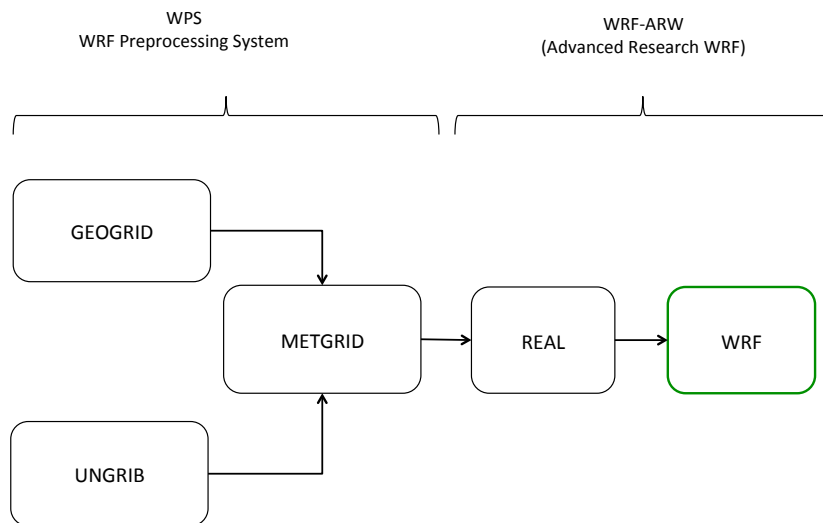 WPS
WRF Preprocessing System
WRF-ARW
(Advanced Research WRF)
GEOGRID
METGRID
REAL
WRF
UNGRIB